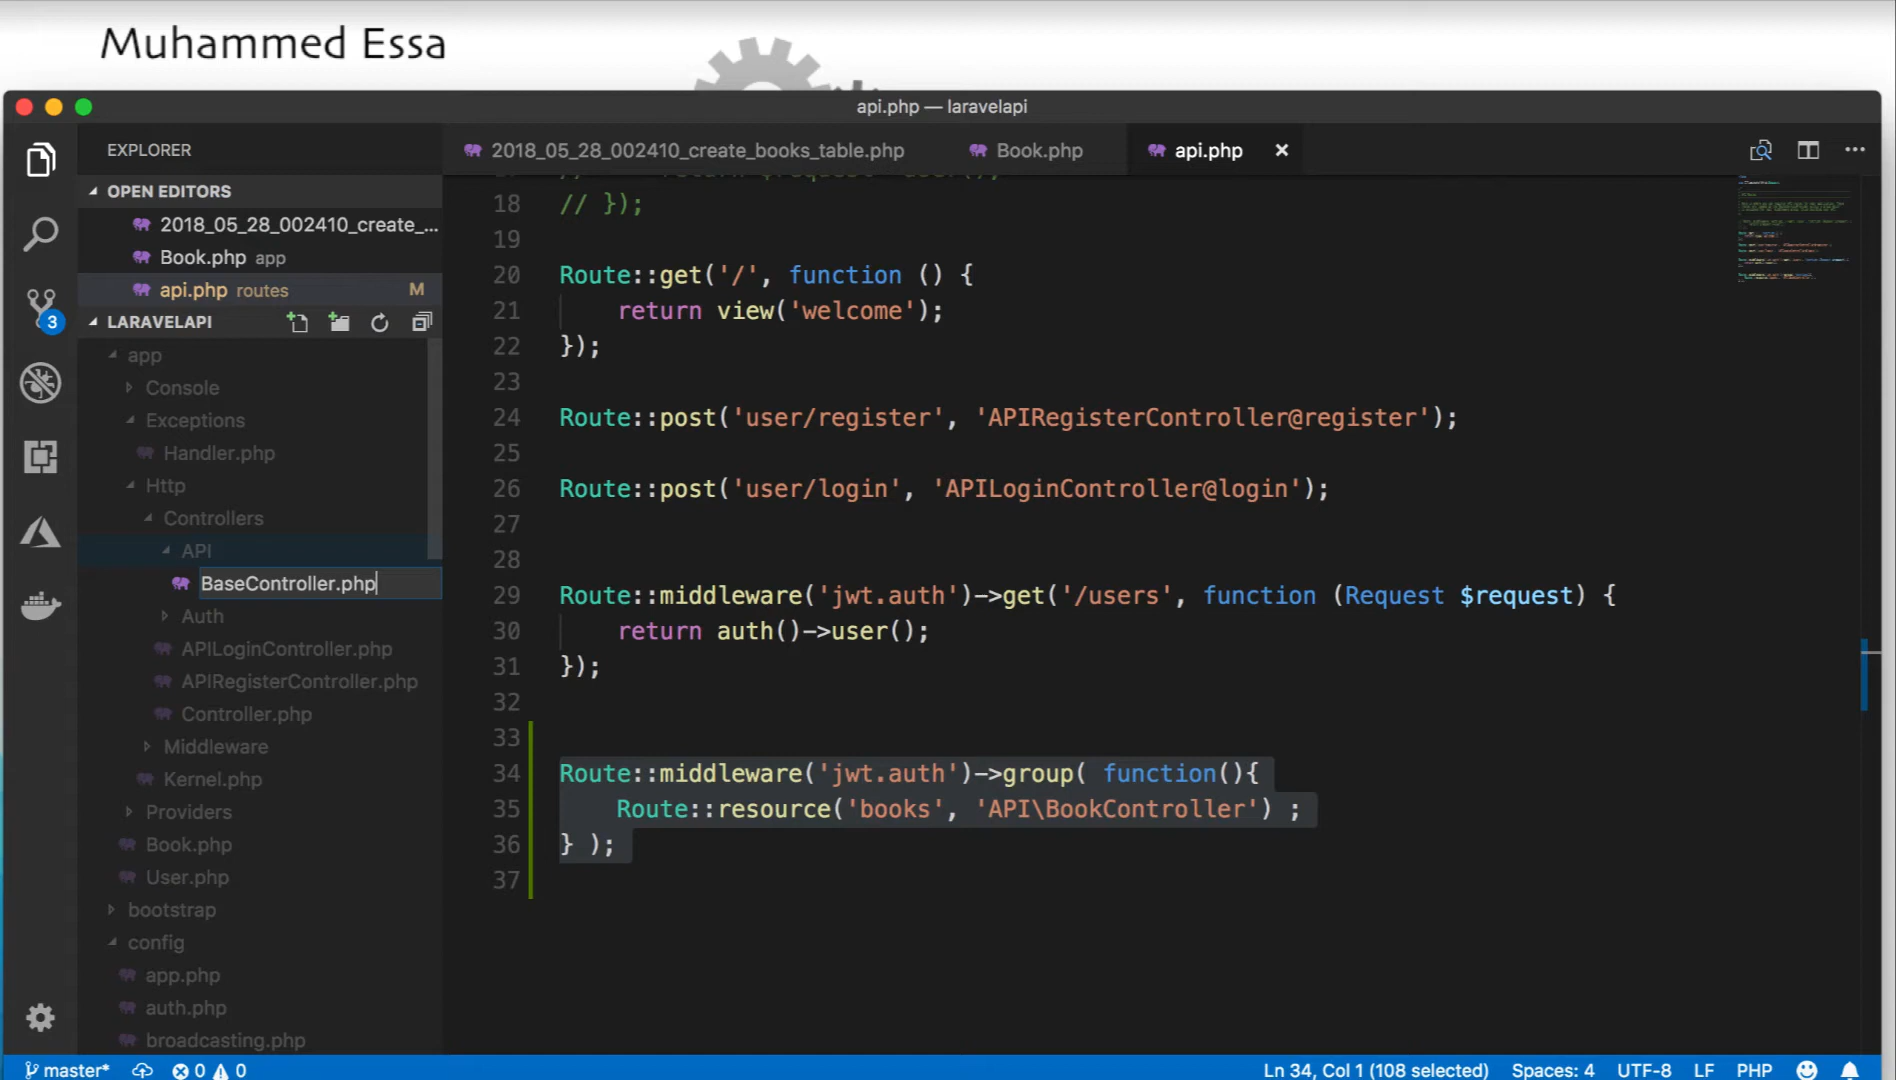 Muhammed Essa
api.php — laravelapi
EXPLORER
OPEN EDITORS
2018_05_28_002410_create_...
Book.php app
api.php routes M
LARAVELAPI
3
app
Console
Exceptions
Handler.php
Http
Controllers
API
BaseController.php
Auth
APILoginController.php
APIRegisterController.php
Controller.php
Middleware
Kernel.php
Providers
Book.php
User.php
bootstrap
config
app.php
auth.php
broadcasting.php
2018_05_28_002410_create_books_table.php
Book.php
api.php
18 // });
19
20 Route::get('/', function () {
21 return view('welcome');
22 });
23
24 Route::post('user/register', 'APIRegisterController@register');
25
26 Route::post('user/login', 'APILoginController@login');
27
28
29 Route::middleware('jwt.auth')->get('/users', function (Request $request) {
30 return auth()->user();
31 });
32
33
34 Route::middleware('jwt.auth')->group( function(){
35 Route::resource('books', 'API\BookController') ;
36 } );
37
master* 0 0 Ln 34, Col 1 (108 selected) Spaces: 4 UTF-8 LF PHP